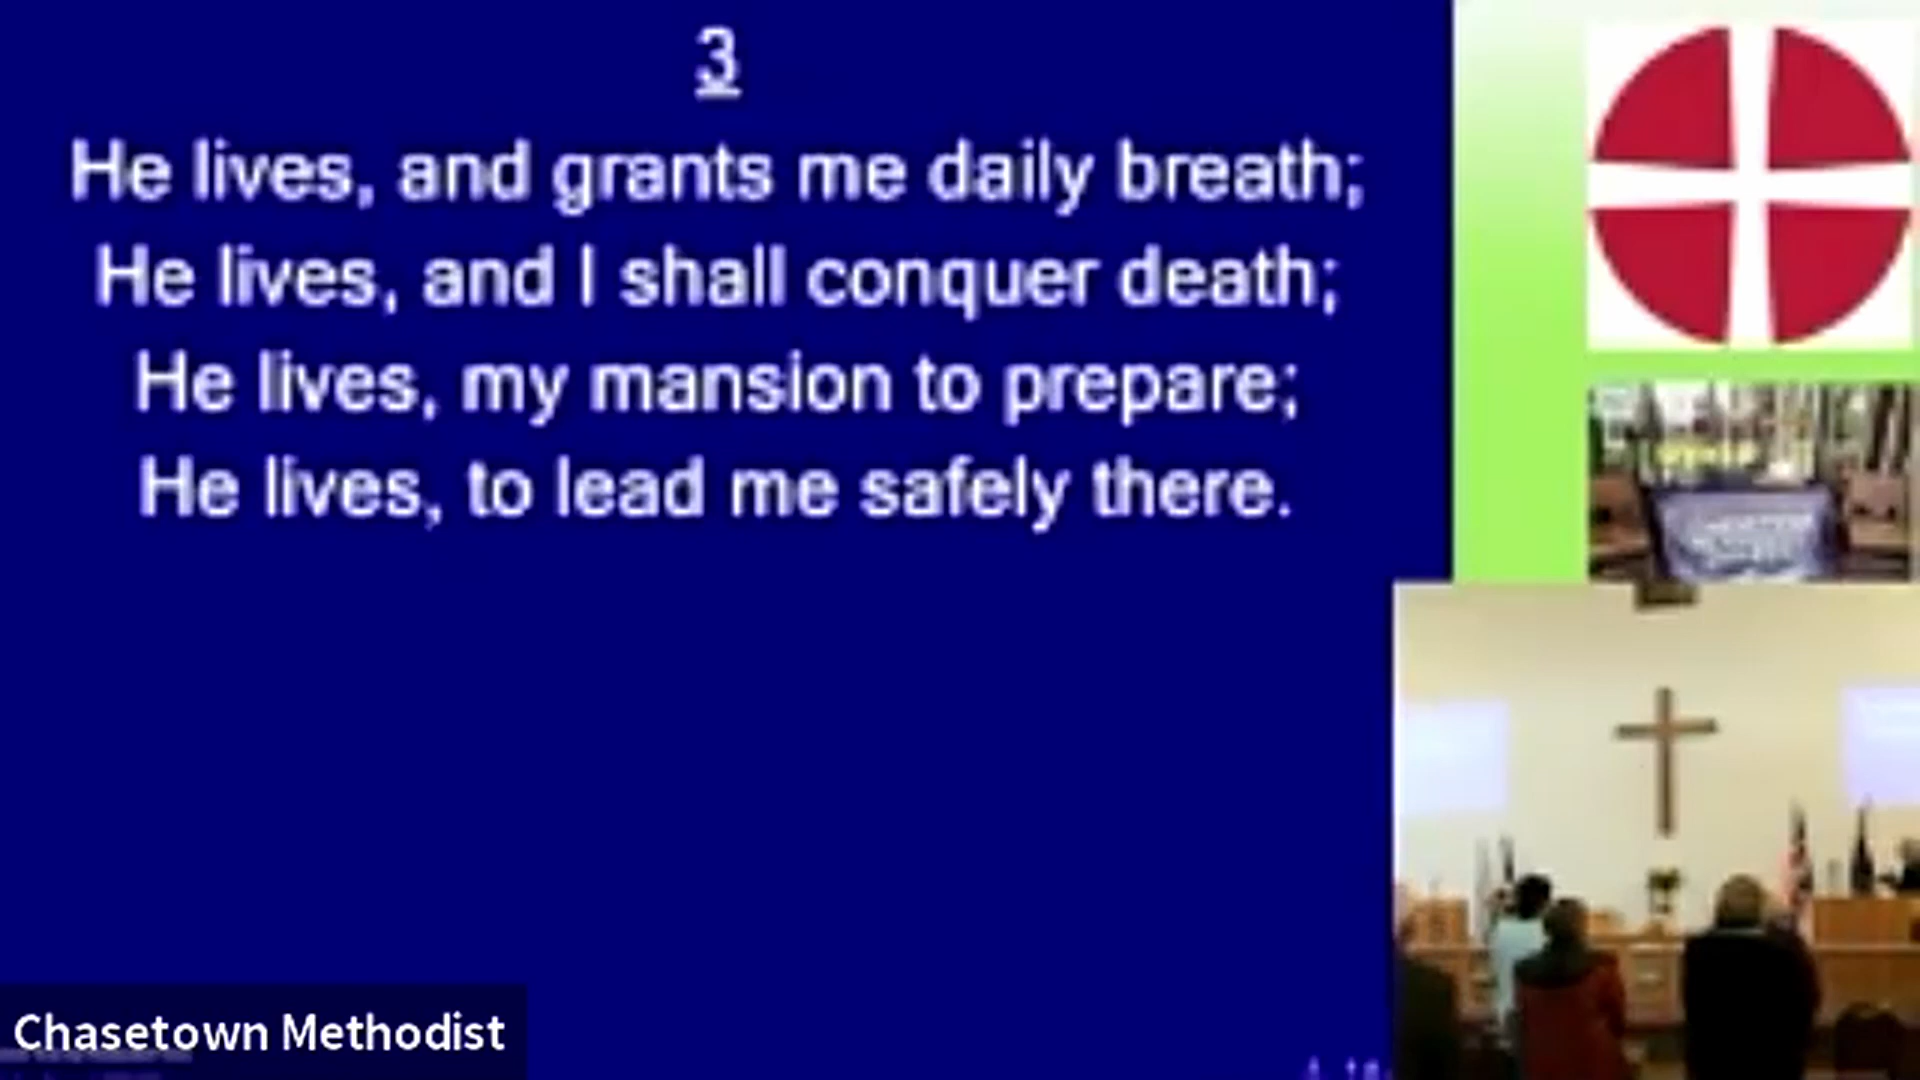 3
He lives, and grants me daily breath;
He lives, and I shall conquer death;
He lives, my mansion to prepare;
He lives, to lead me safely there.
Chasetown Methodist